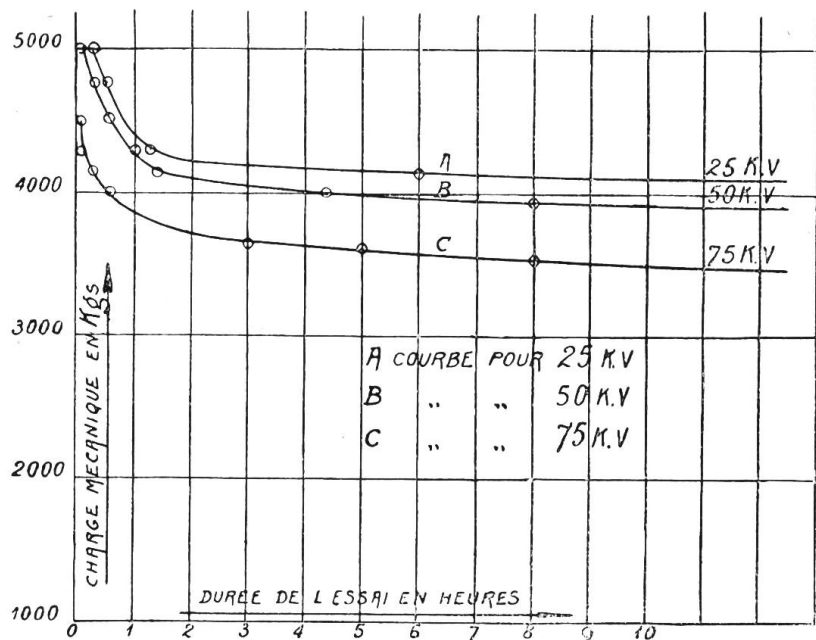 5000
4000
3000
2000
1000
CHARGE MECANIQUE EN Kgs
A
B
C
25 K.V
50 K.V
75 K.V
A COURBE POUR 25 K.V
B „ „ 50 K.V
C „ „ 75 K.V
DURÉE DE L ESSAI EN HEURES
0 1 2 3 4 5 6 7 8 9 10